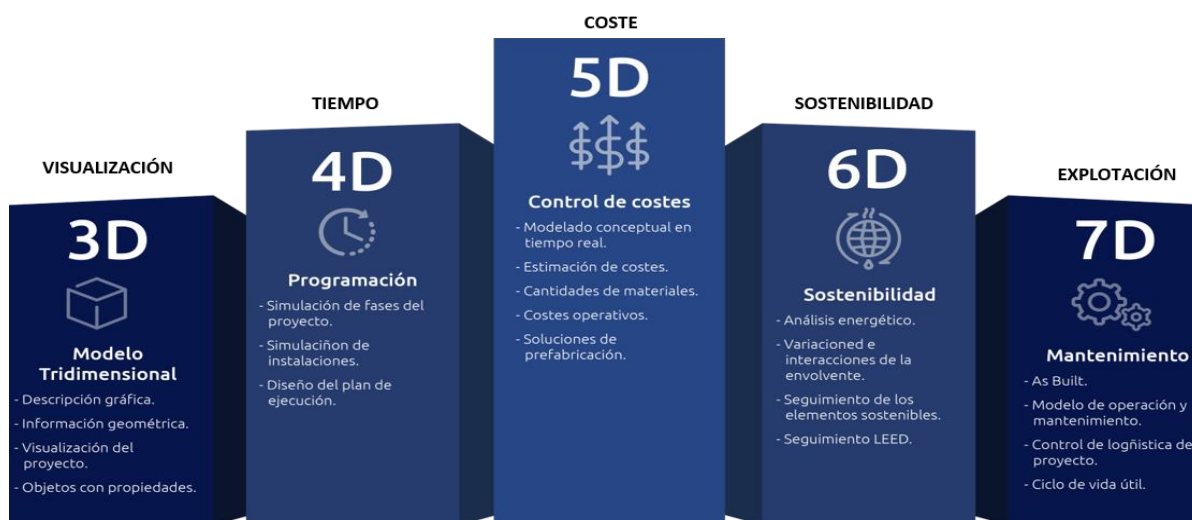 VISUALIZACIÓN
3D
Modelo
Tridimensional
- Descripción gráfica.
- Información geométrica.
- Visualización del
proyecto.
- Objetos con propiedades.
TIEMPO
4D
Programación
- Simulación de fases del
proyecto.
- Simulaciñon de
instalaciones.
- Diseño del plan de
ejecución.
COSTE
5D
Control de costes
- Modelado conceptual en
tiempo real.
- Estimación de costes.
- Cantidades de materiales.
- Costes operativos.
- Soluciones de
prefabricación.
SOSTENIBILIDAD
6D
Sostenibilidad
- Análisis energético.
- Variacioned e
interacciones de la
envolvente.
- Seguimiento de los
elementos sostenibles.
- Seguimiento LEED.
EXPLOTACIÓN
7D
Mantenimiento
- As Built.
- Modelo de operación y
mantenimiento.
- Control de logñistica de
proyecto.
- Ciclo de vida útil.